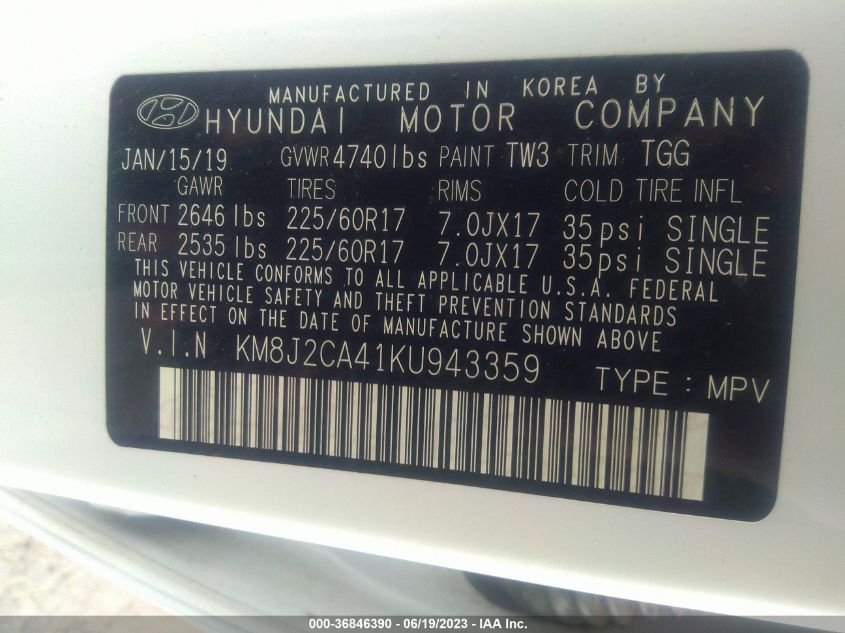 MANUFACTURED IN KOREA BY
HYUNDAI MOTOR COMPANY
JAN/15/19 GVWR 4740lbs PAINT TW3 TRIM TGG
GAWR TIRES RIMS COLD TIRE INFL
FRONT 2646 lbs 225/60R17 7.0JX17 35psi SINGLE
REAR 2535 lbs 225/60R17 7.0JX17 35psi SINGLE
THIS VEHICLE CONFORMS TO ALL APPLICABLE U.S.A. FEDERAL
MOTOR VEHICLE SAFETY AND THEFT PREVENTION STANDARDS
IN EFFECT ON THE DATE OF MANUFACTURE SHOWN ABOVE
V.I.N KM8J2CA41KU943359 TYPE : MPV
000-36846390 - 06/19/2023 - IAA Inc.